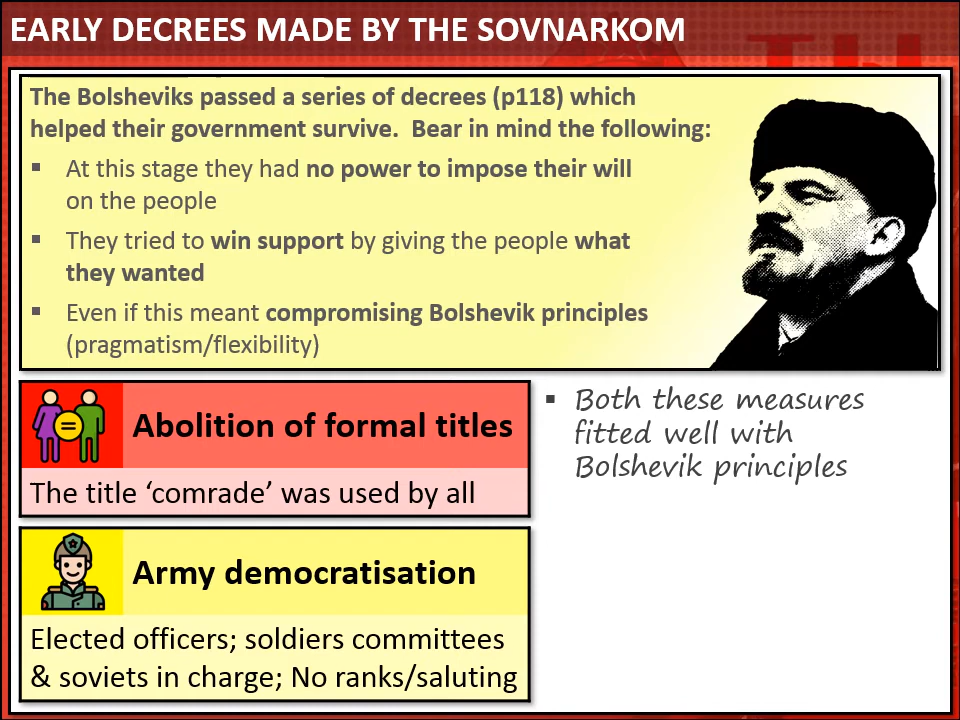 EARLY DECREES MADE BY THE SOVNARKOM
The Bolsheviks passed a series of decrees (p118) which
helped their government survive.  Bear in mind the following:
▪ At this stage they had no power to impose their will
on the people
▪ They tried to win support by giving the people what
they wanted
▪ Even if this meant compromising Bolshevik principles
(pragmatism/flexibility)
=
Abolition of formal titles
The title ‘comrade’ was used by all
▪ Both these measures
fitted well with
Bolshevik principles
Army democratisation
Elected officers; soldiers committees
& soviets in charge; No ranks/saluting